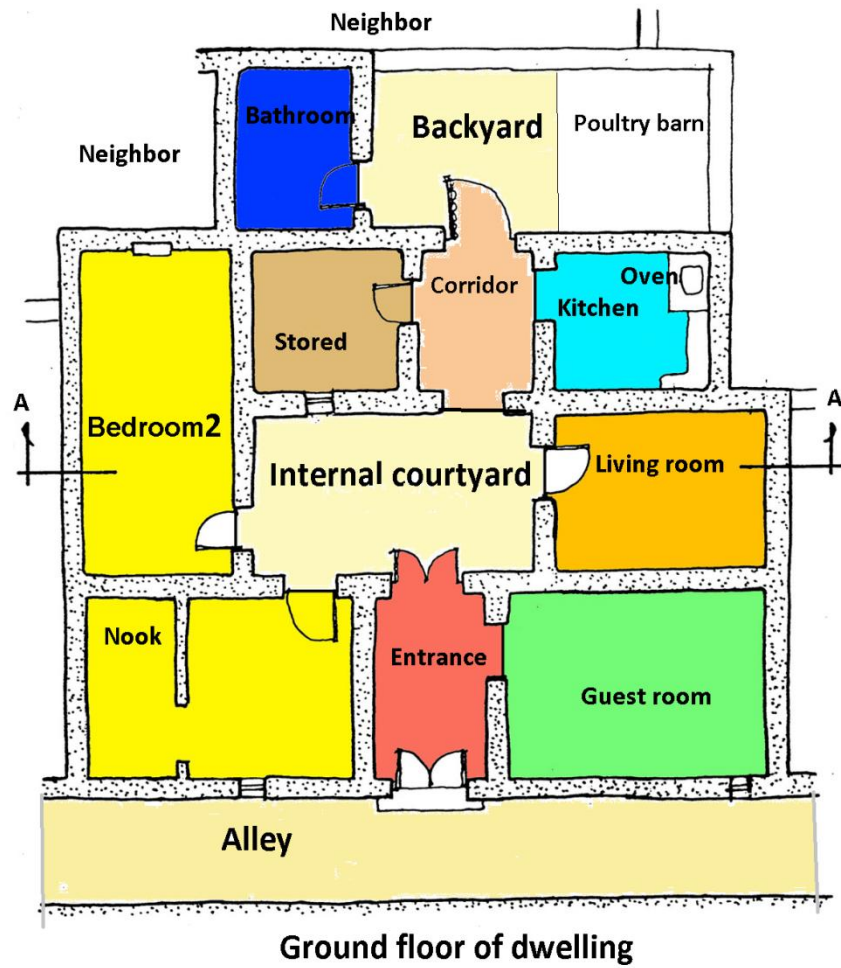 Neighbor
Bathroom
Backyard
Poultry barn
Neighbor
Corridor
Oven
Kitchen
Stored
A
A
Bedroom2
Internal courtyard
Living room
Nook
Entrance
Guest room
Alley
Ground floor of dwelling